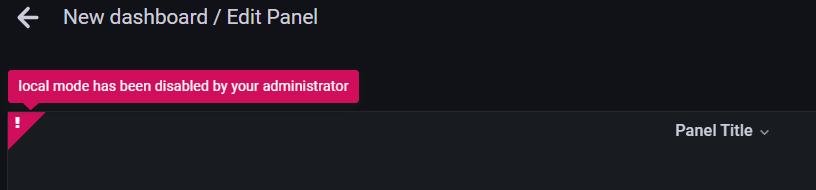 New dashboard / Edit Panel
local mode has been disabled by your administrator
!
Panel Title